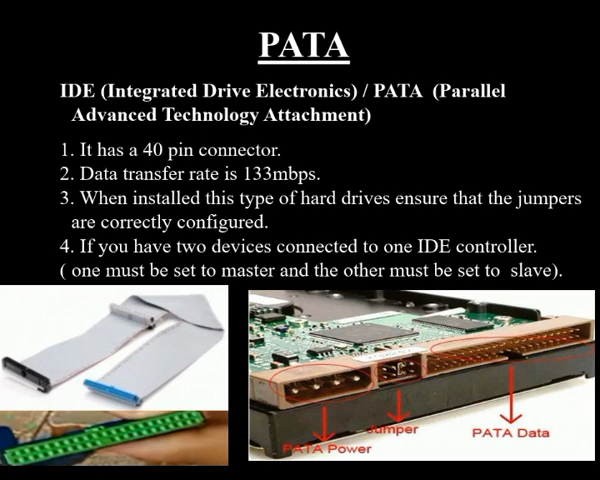 PATA
IDE (Integrated Drive Electronics) / PATA (Parallel
Advanced Technology Attachment)
1. It has a 40 pin connector.
2. Data transfer rate is 133mbps.
3. When installed this type of hard drives ensure that the jumpers
are correctly configured.
4. If you have two devices connected to one IDE controller.
( one must be set to master and the other must be set to slave).
Jumper
PATA Data
PATA Power